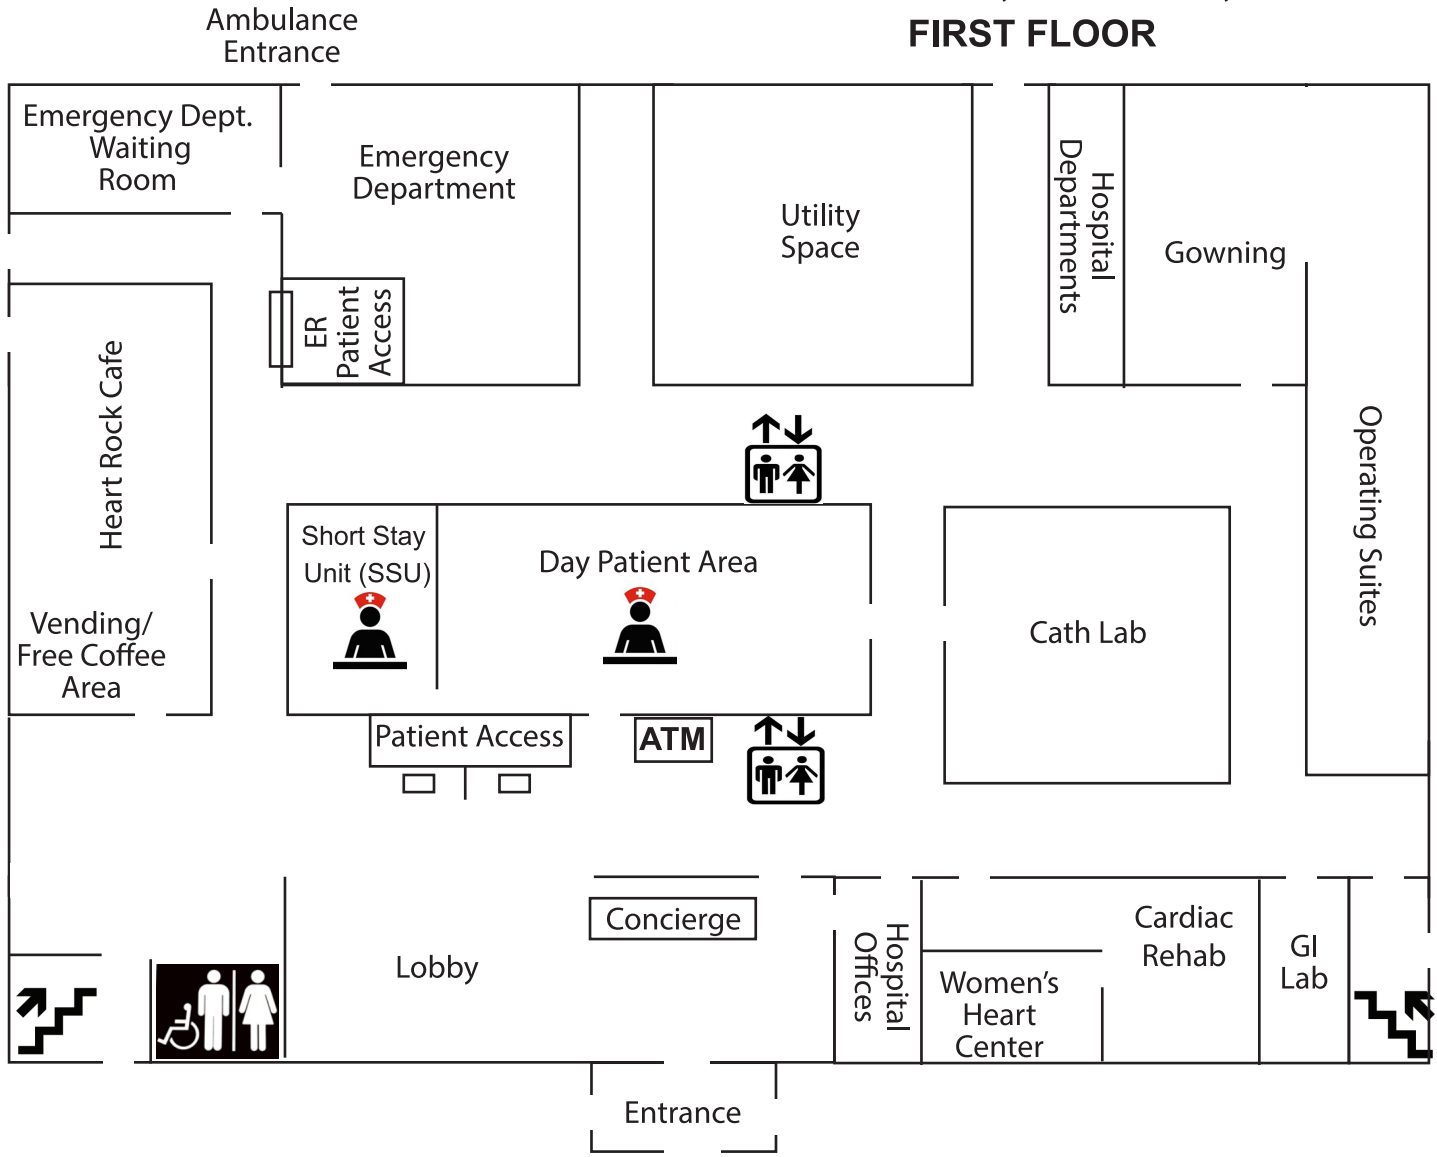 Ambulance
Entrance
FIRST FLOOR
Emergency Dept.
Waiting
Room
Emergency
Department
Utility
Space
Hospital
Departments
Gowning
ER
Patient
Access
Heart Rock Cafe
Operating Suites
Short Stay
Unit (SSU)
Day Patient Area
Cath Lab
Vending/
Free Coffee
Area
Patient Access
ATM
Concierge
Lobby
Hospital
Offices
Cardiac
Rehab
Women's
Heart
Center
GI
Lab
Entrance